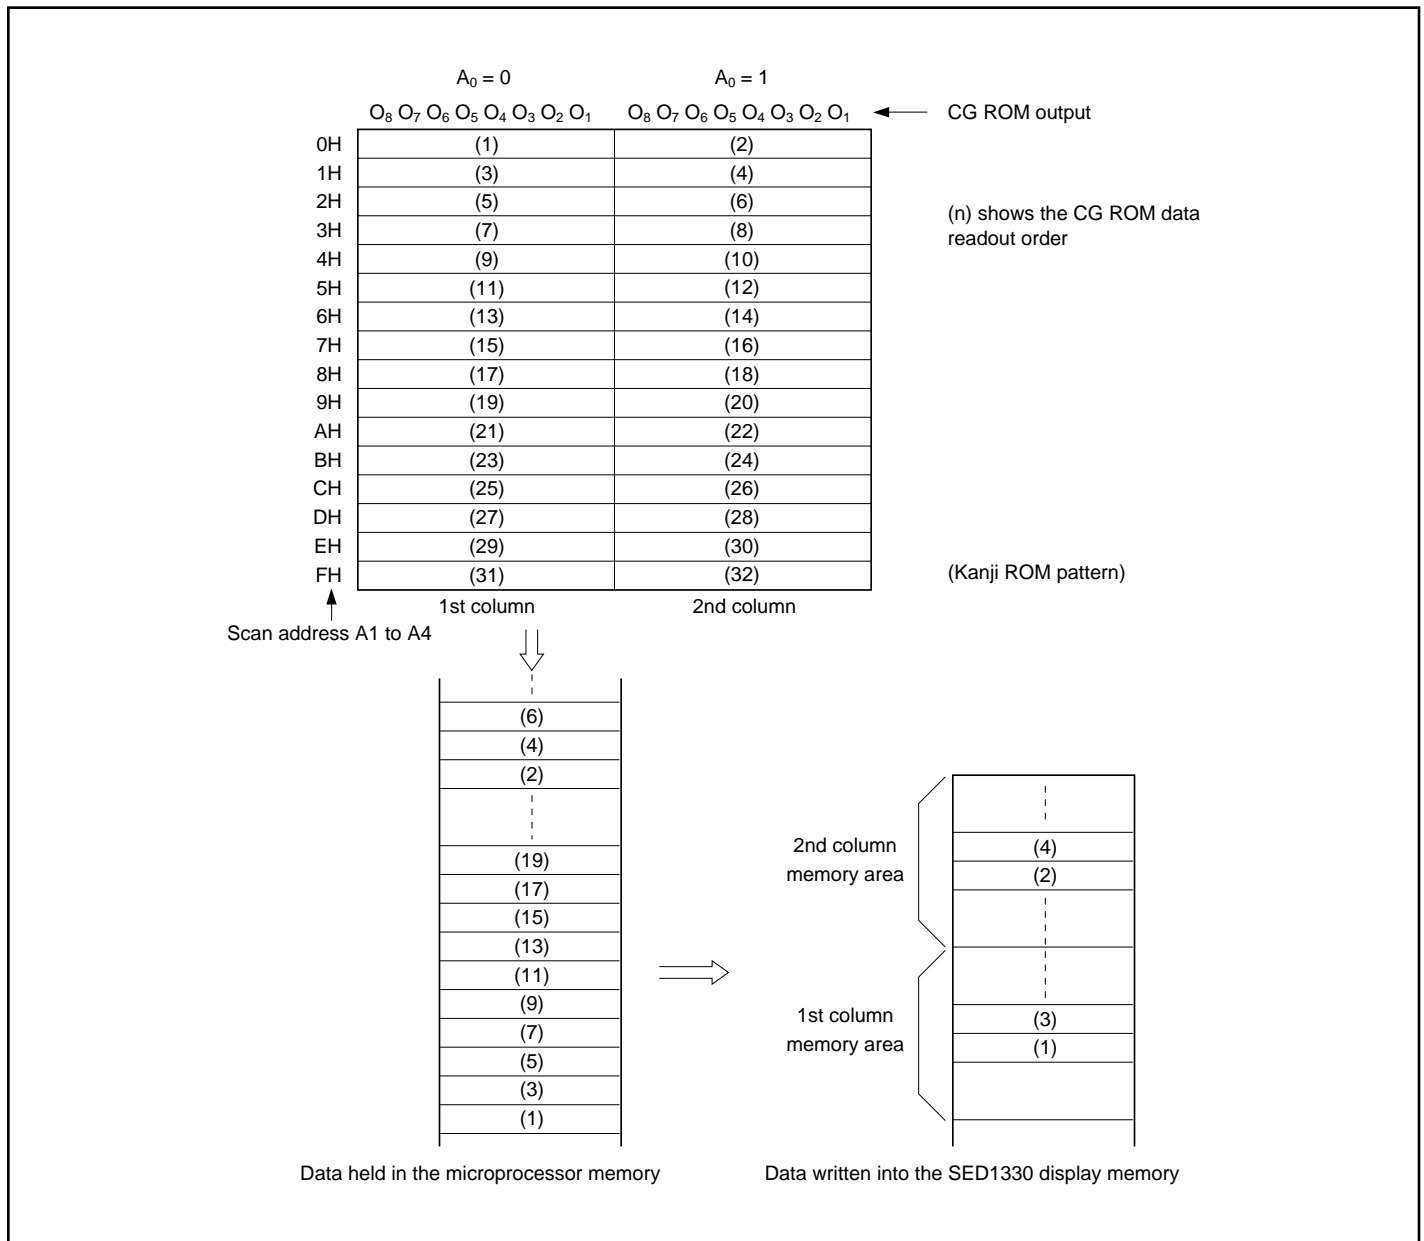 A0 = 0 A0 = 1
O8 O7 O6 O5 O4 O3 O2 O1 O8 O7 O6 O5 O4 O3 O2 O1 CG ROM output
0H (1) (2)
1H (3) (4)
2H (5) (6)
(n) shows the CG ROM data
3H (7) (8)
readout order
4H (9) (10)
5H (11) (12)
6H (13) (14)
7H (15) (16)
8H (17) (18)
9H (19) (20)
AH (21) (22)
BH (23) (24)
CH (25) (26)
DH (27) (28)
EH (29) (30)
FH (31) (32) (Kanji ROM pattern)
1st column 2nd column
Scan address A1 to A4
(6)
(4)
(2)
(19)
(17)
(15)
(13)
(11)
(9)
(7)
(5)
(3)
(1)
Data held in the microprocessor memory
2nd column
memory area
(4)
(2)
1st column
memory area
(3)
(1)
Data written into the SED1330 display memory